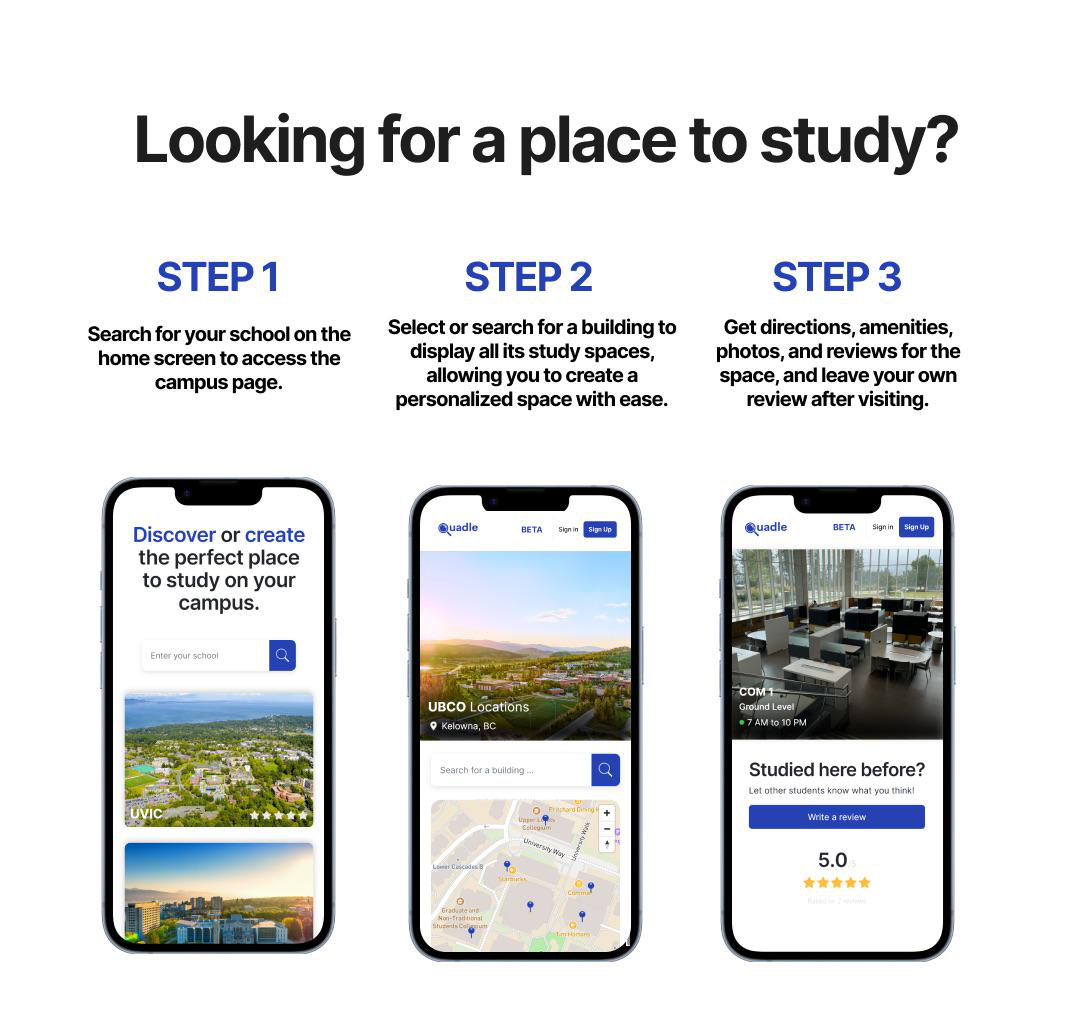 Looking for a place to study?
STEP 1
Search for your school on the
home screen to access the
campus page.
STEP 2
Select or search for a building to
display all its study spaces,
allowing you to create a
personalized space with ease.
STEP 3
Get directions, amenities,
photos, and reviews for the
space, and leave your own
review after visiting.
Discover or create
the perfect place
to study on your
campus.
Enter your school
UVIC
Quadle BETA Sign in Sign Up
UBCO Locations
Kelowna, BC
Search for a building ...
Pritchard Dining
Upper
Collegium
University Way
University Walk
Lower Cascades B
Starbucks
Comma
Graduate and
Non-Traditional
Students Collegium
Tim Hortons
Quadle BETA Sign in Sign Up
COM 1
Ground Level
7 AM to 10 PM
Studied here before?
Let other students know what you think!
Write a review
5.0
Based on 2 reviews